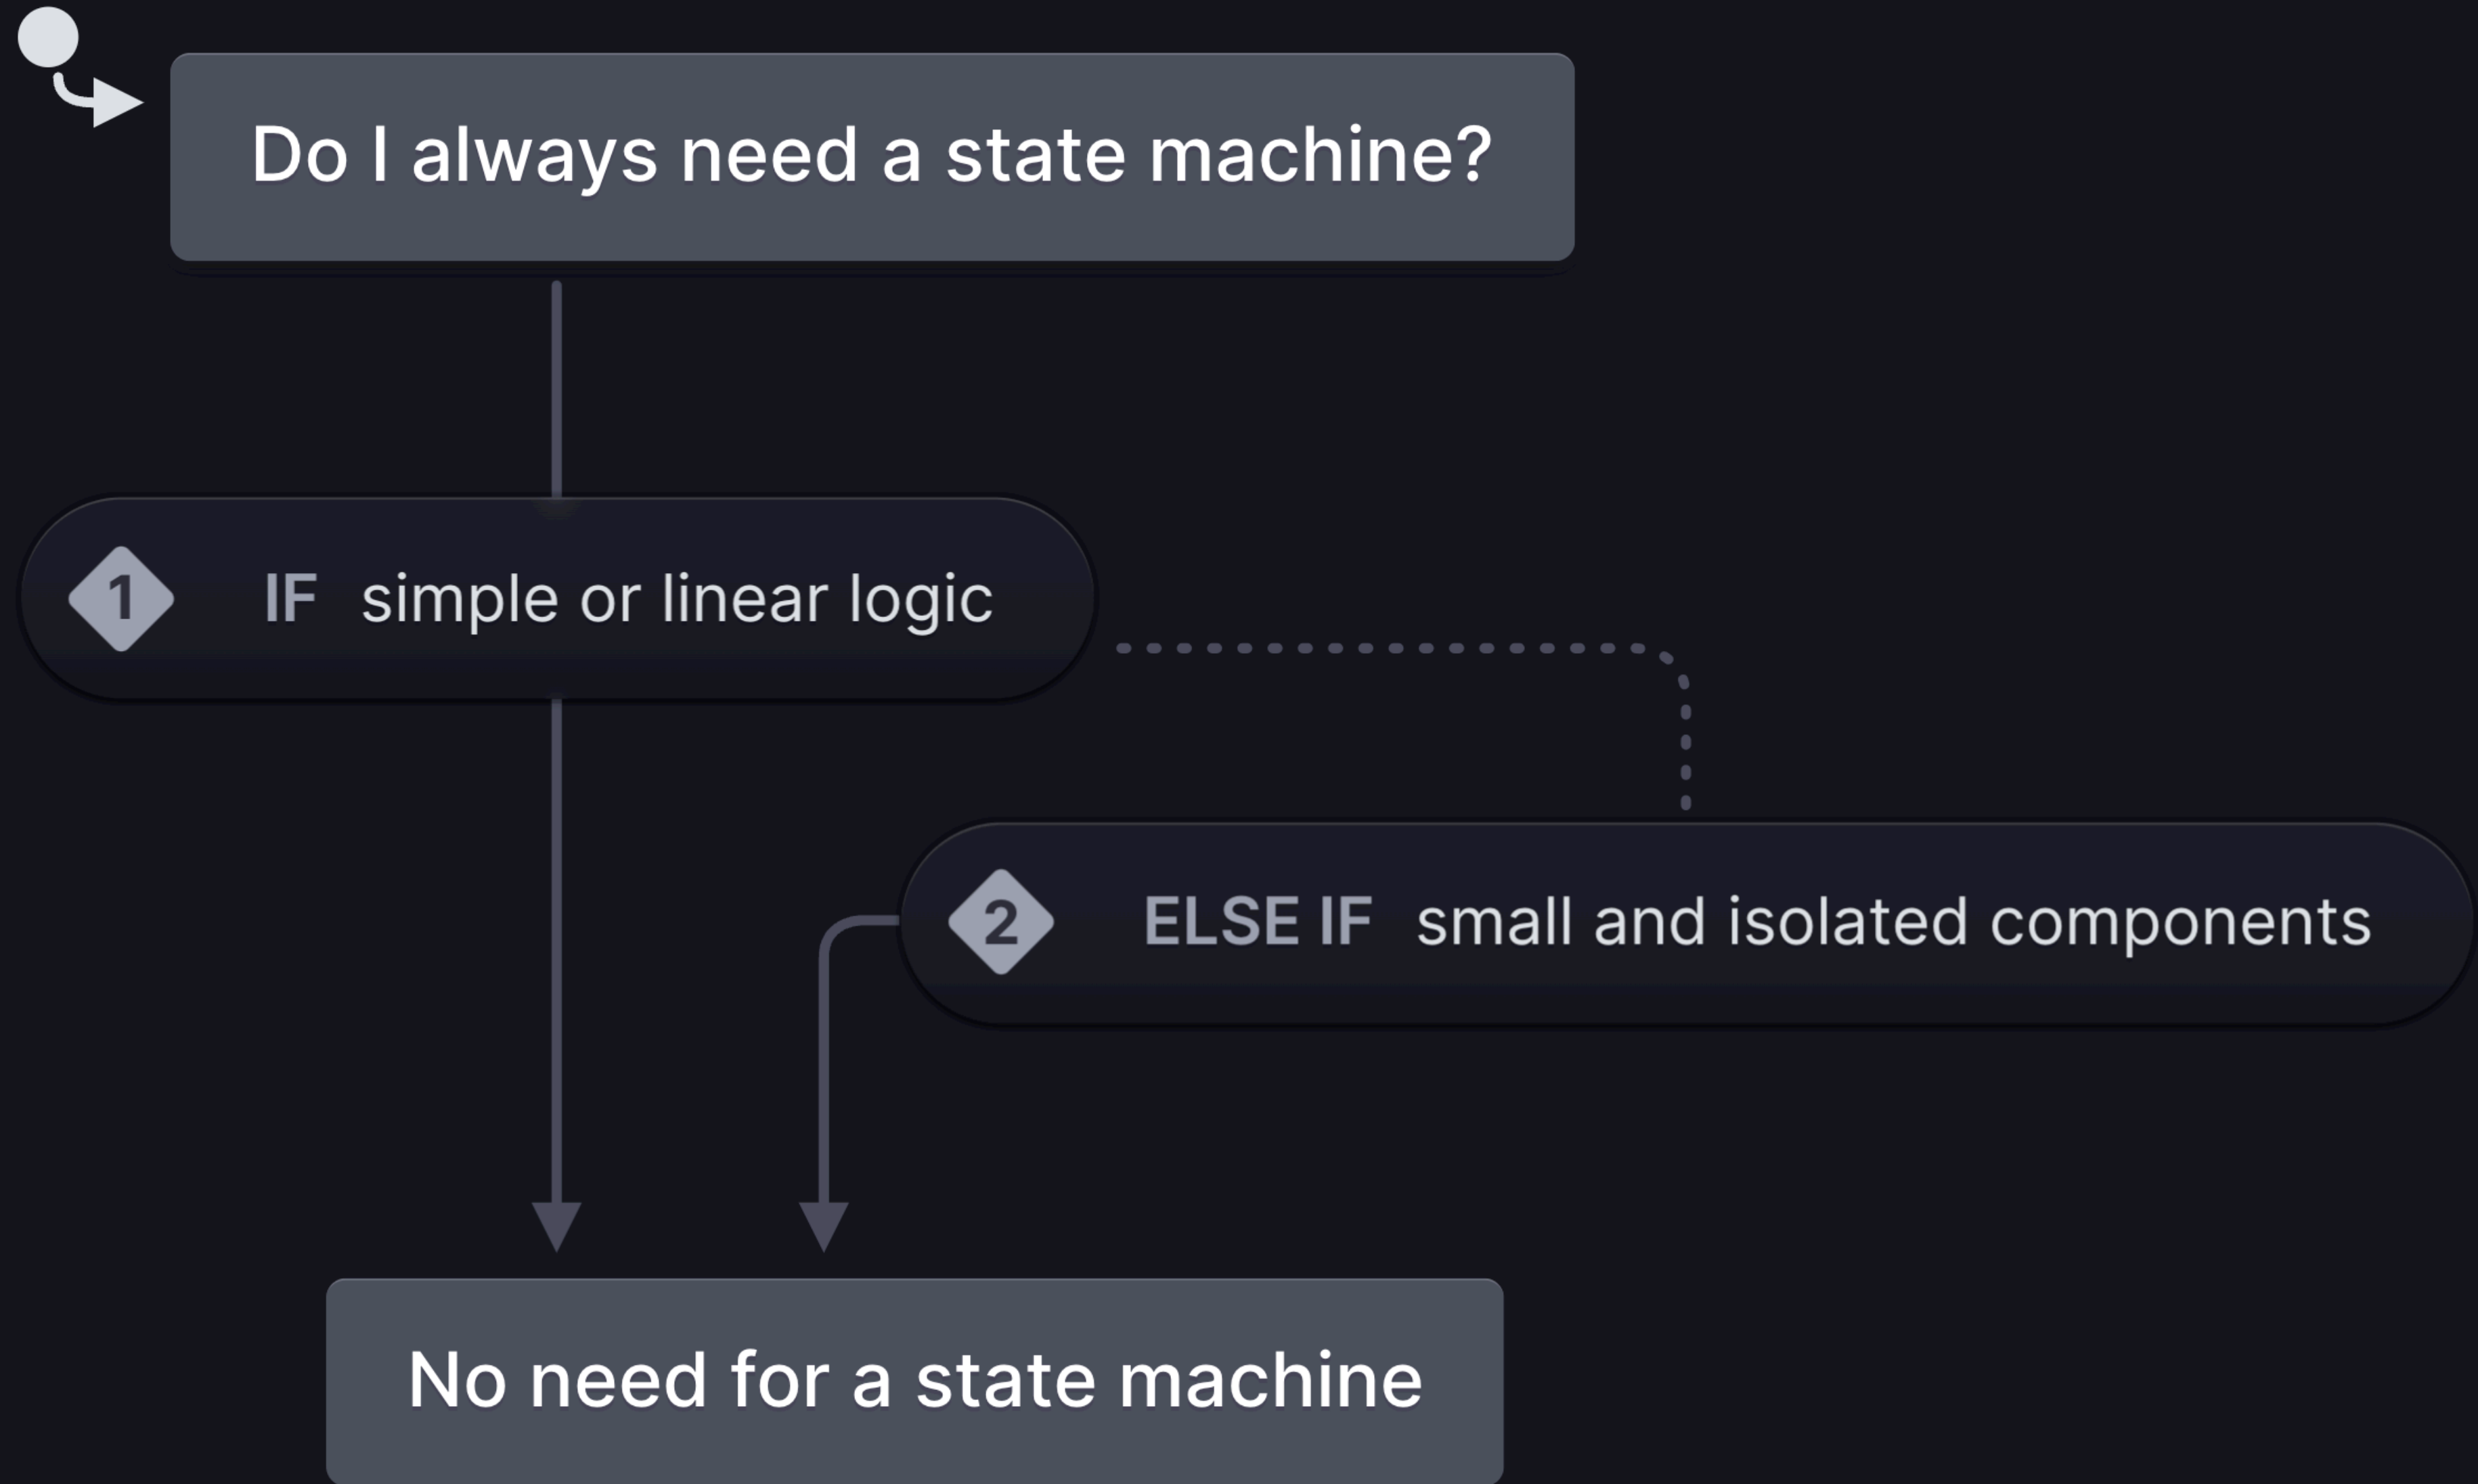 Do I always need a state machine?
1 IF simple or linear logic
2 ELSE IF small and isolated components
No need for a state machine